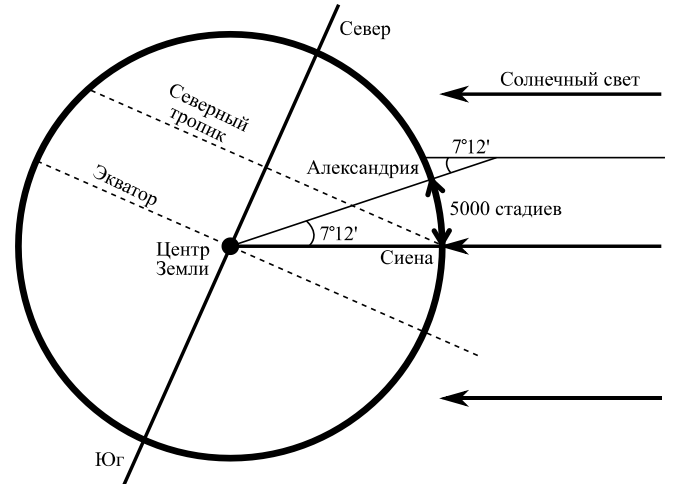 Север
Солнечный свет
Северный
тропик
7°12'
Александрия
Экватор
5000 стадиев
7°12'
Центр
Земли
Сиена
Юг